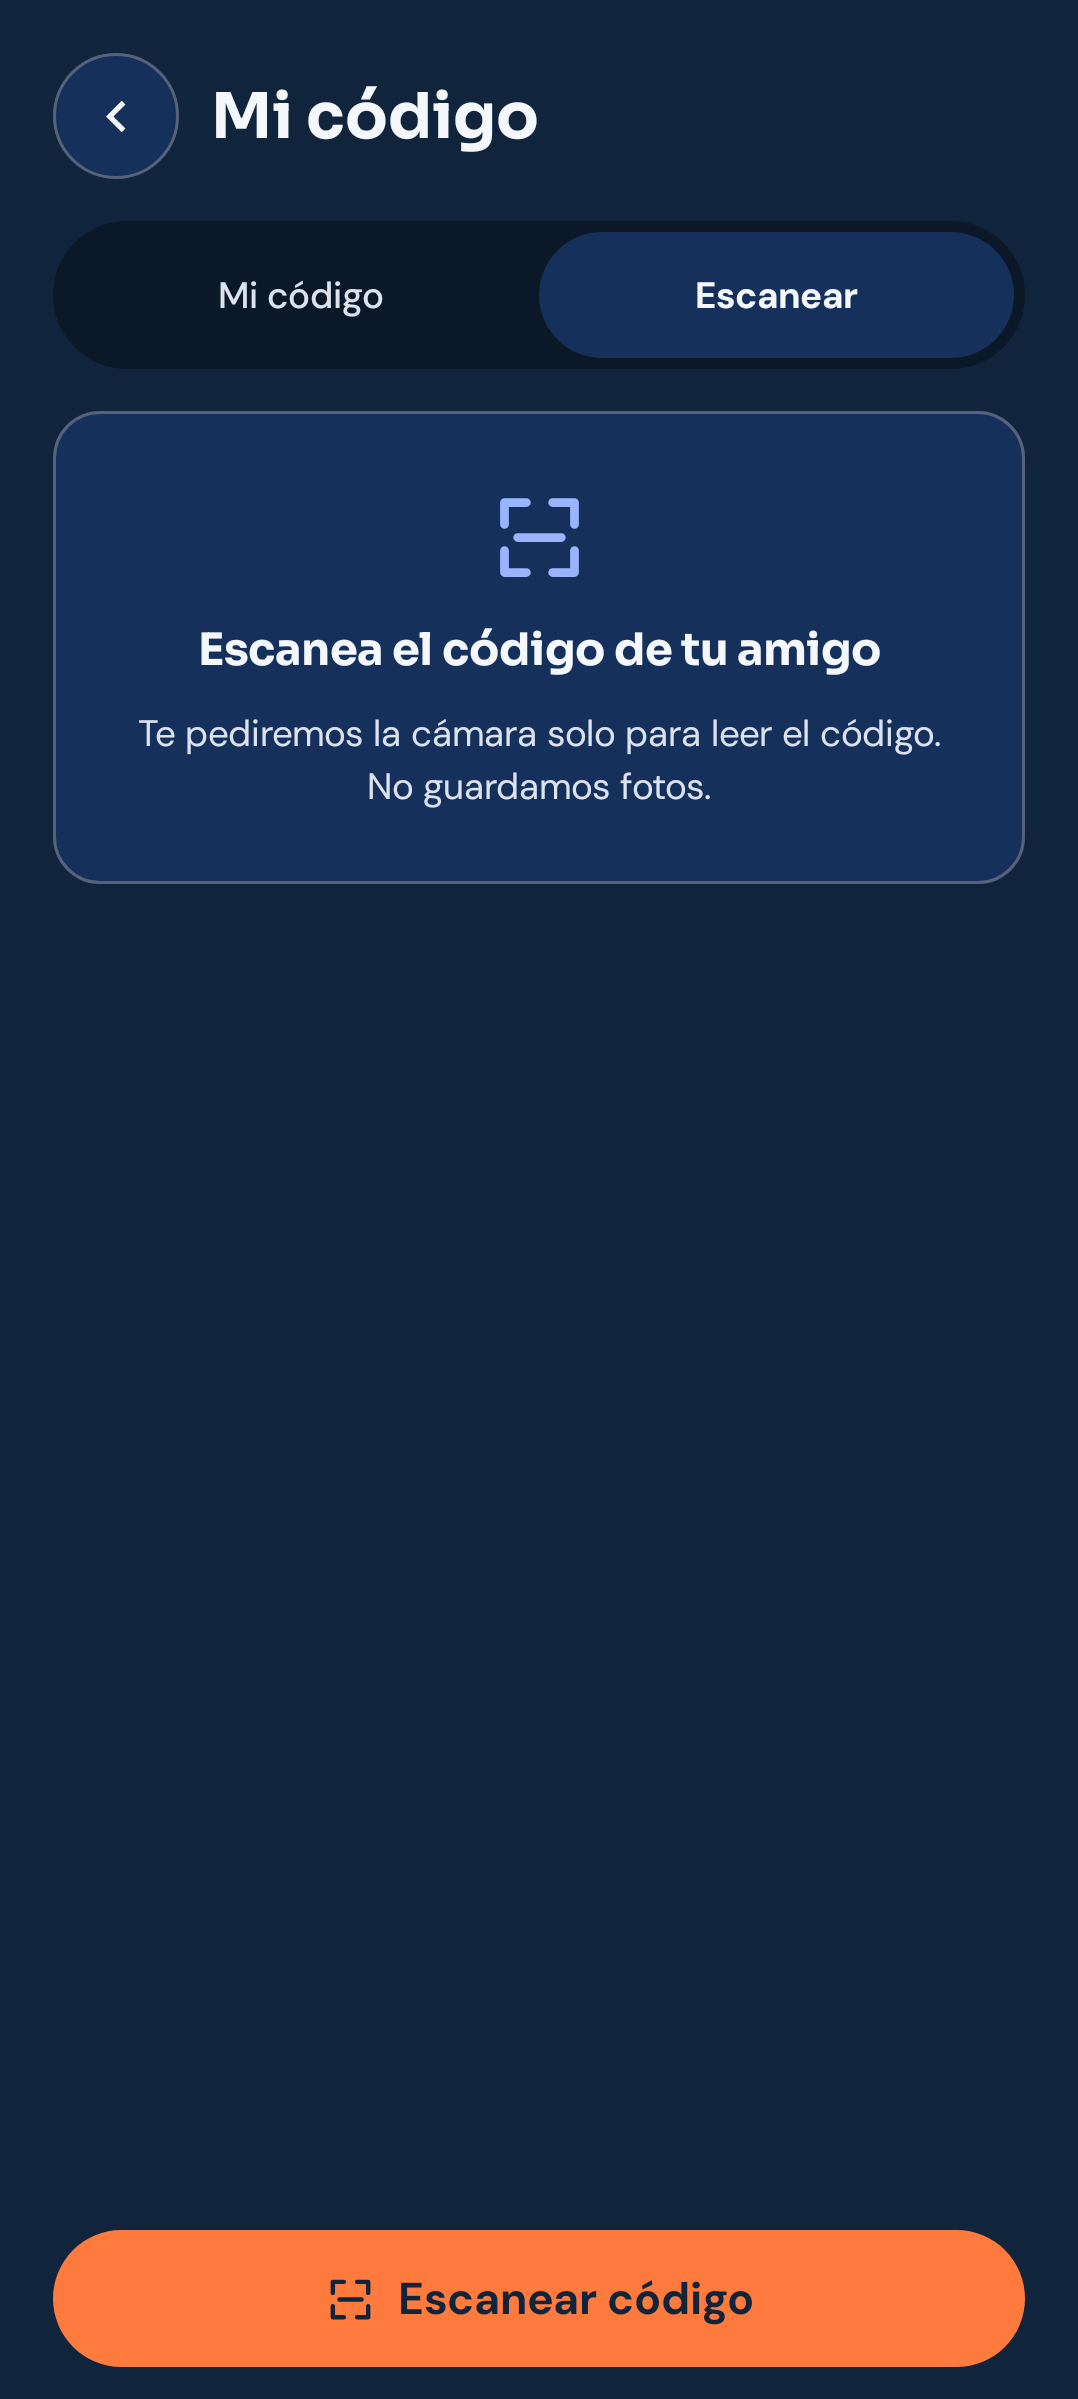 Mi código
Mi código
Escanear
Escanea el código de tu amigo
Te pediremos la cámara solo para leer el código.
No guardamos fotos.
Escanear código